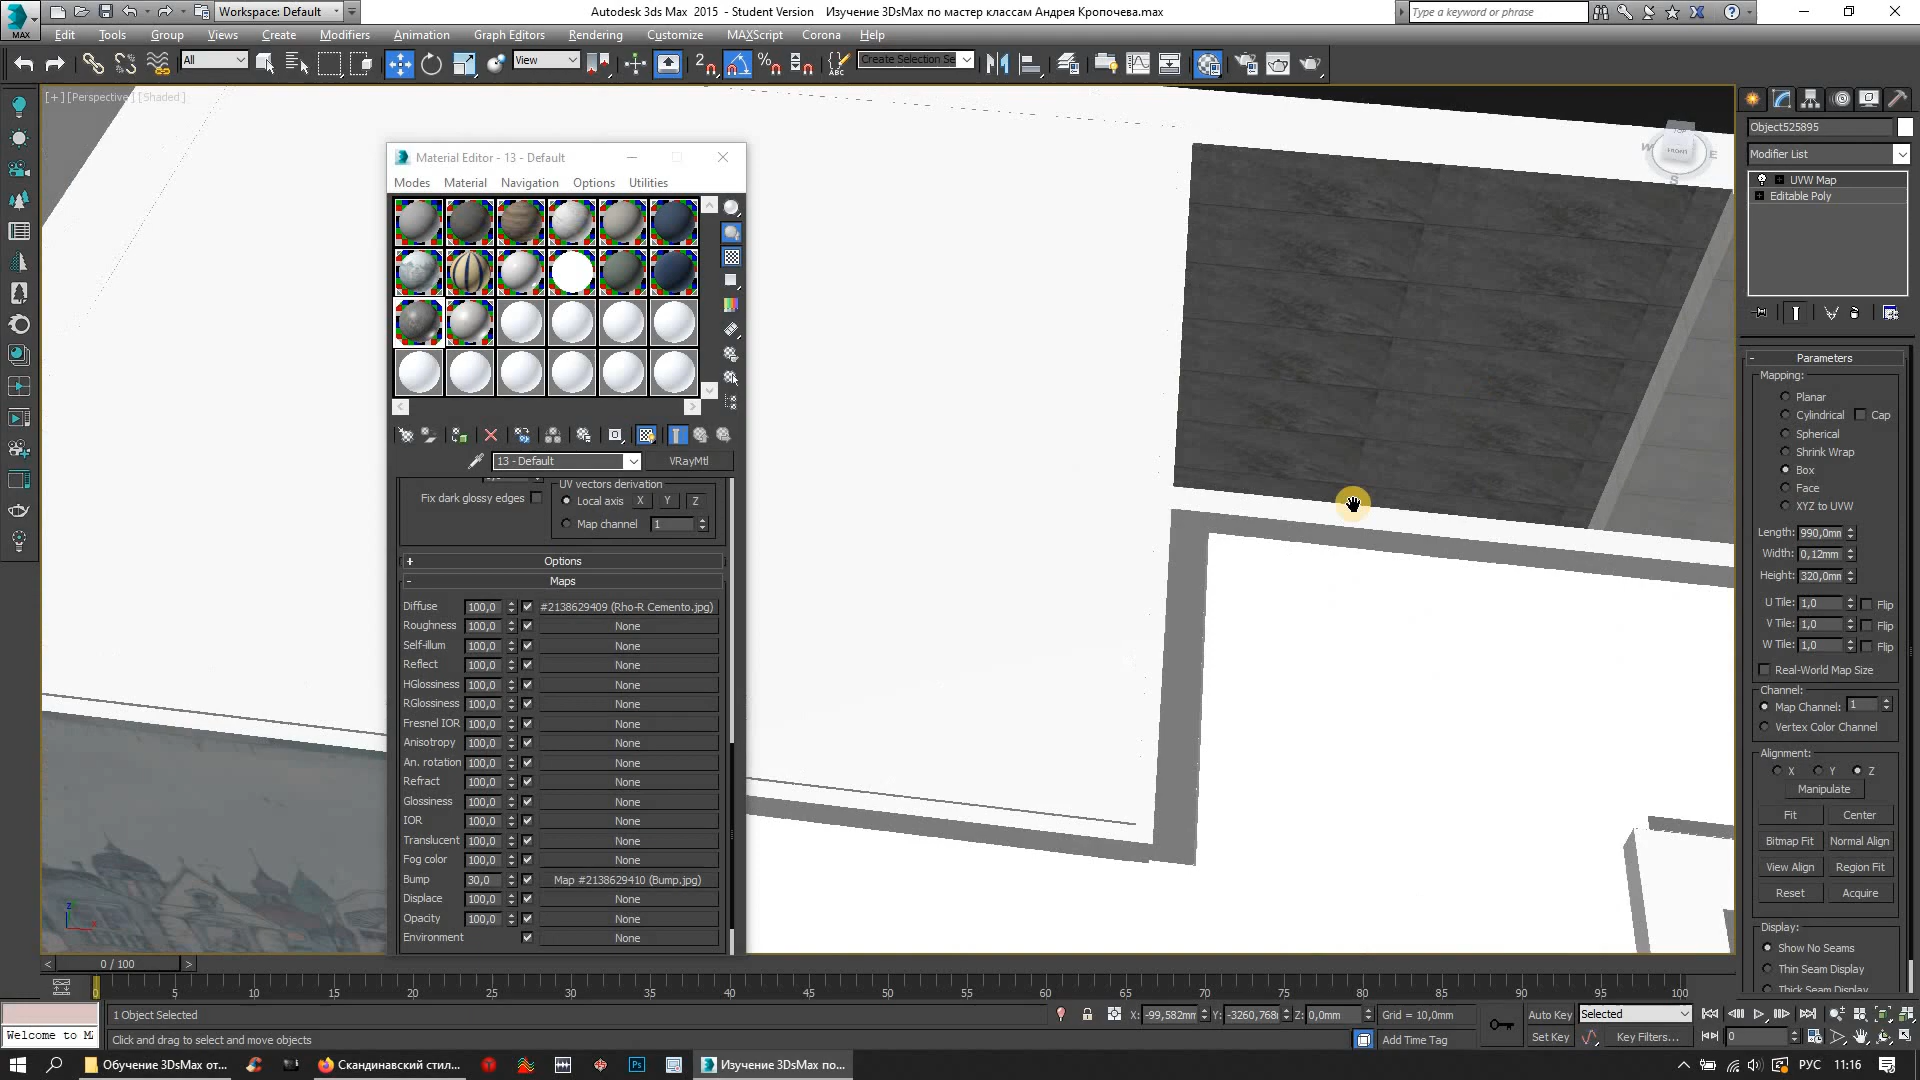 Workspace: Default
Autodesk 3ds Max 2015 - Student Version Изучение 3DsMax по мастер классам Андрея Кропочева.max
Type a keyword or phrase
MAX
Edit Tools Group Views Create Modifiers Animation Graph Editors Rendering Customize MAXScript Corona Help
All
View
Create Selection Se
[+] [Perspective] [Shaded]
Object525895
Modifier List
UVW Map
Editable Poly
Material Editor - 13 - Default
Modes Material Navigation Options Utilities
13 - Default
VRayMtl
UV vectors derivation
Fix dark glossy edges
Local axis X Y Z
Map channel 1
Options
Maps
Diffuse 100,0 #2138629409 (Rho-R Cemento.jpg)
Roughness 100,0 None
Self-illum 100,0 None
Reflect 100,0 None
HGlossiness 100,0 None
RGlossiness 100,0 None
Fresnel IOR 100,0 None
Anisotropy 100,0 None
An. rotation 100,0 None
Refract 100,0 None
Glossiness 100,0 None
IOR 100,0 None
Translucent 100,0 None
Fog color 100,0 None
Bump 30,0 Map #2138629410 (Bump.jpg)
Displace 100,0 None
Opacity 100,0 None
Environment None
TOP
FRONT
W
E
S
Parameters
Mapping:
Planar
Cylindrical Cap
Spherical
Shrink Wrap
Box
Face
XYZ to UVW
Length: 990,0mm
Width: 0,12mm
Height: 320,0mm
U Tile: 1,0 Flip
V Tile: 1,0 Flip
W Tile: 1,0 Flip
Real-World Map Size
Channel:
Map Channel: 1
Vertex Color Channel
Alignment:
X Y Z
Manipulate
Fit Center
Bitmap Fit Normal Align
View Align Region Fit
Reset Acquire
Display:
Show No Seams
Thin Seam Display
Thick Seam Display
0 / 100
0 5 10 15 20 25 30 35 40 45 50 55 60 65 70 75 80 85 90 95 100
1 Object Selected
X: -99,582mm Y: -3260,768 Z: 0,0mm Grid = 10,0mm
Auto Key Selected
Welcome to M
Click and drag to select and move objects
Add Time Tag
Set Key Key Filters... 0
Обучение 3DsMax от...
Скандинавский стил...
Ps
Изучение 3DsMax по...
РУС
11:16